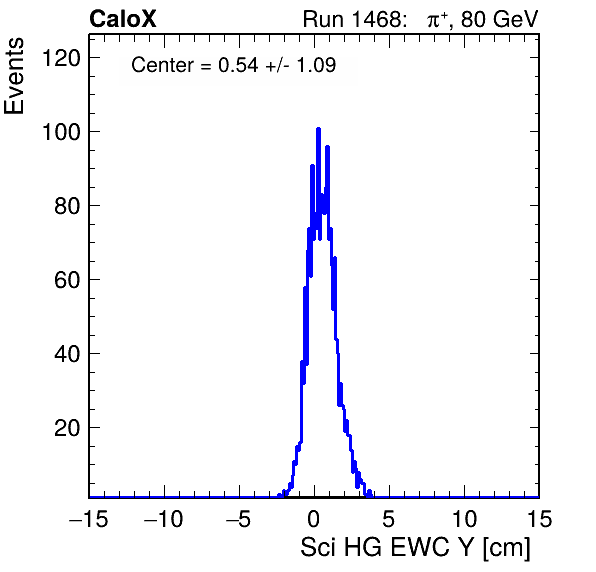 CaloX Run 1468: π⁺, 80 GeV
Center = 0.54 +/- 1.09
Events
120
100
80
60
40
20
−15 −10 −5 0 5 10 15
Sci HG EWC Y [cm]